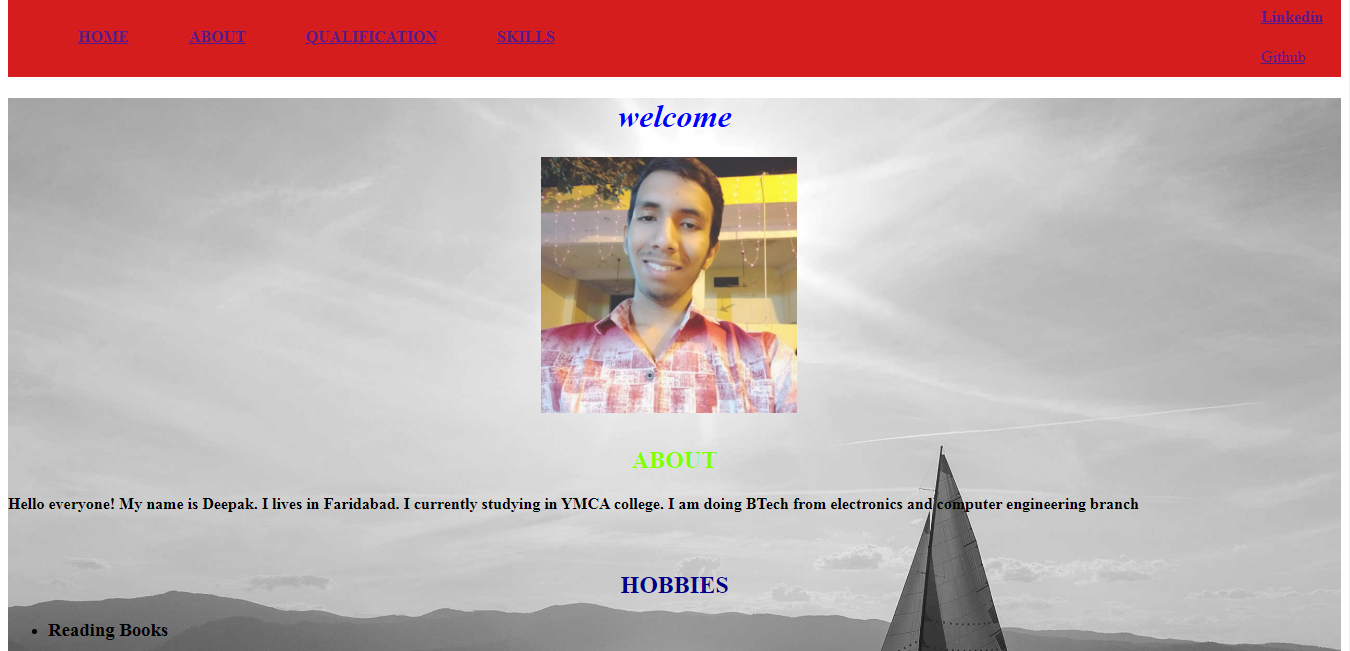 HOME ABOUT QUALIFICATION SKILLS Linkedin
Github
welcome
ABOUT
Hello everyone! My name is Deepak. I lives in Faridabad. I currently studying in YMCA college. I am doing BTech from electronics and computer engineering branch
HOBBIES
Reading Books